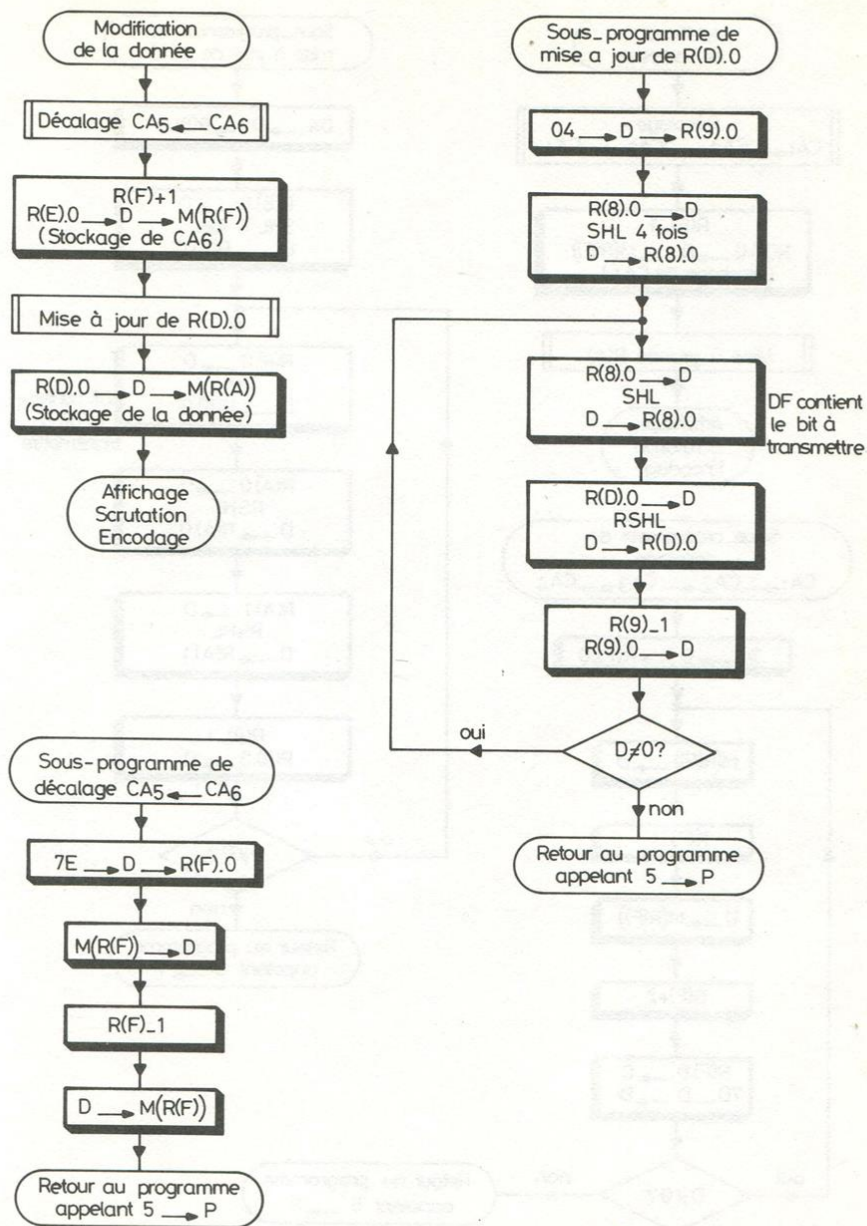 Modification
de la donnée
Décalage CA5 ← CA6
R(F)+1
R(E).0 → D → M(R(F))
(Stockage de CA6)
Mise à jour de R(D).0
R(D).0 → D → M(R(A))
(Stockage de la donnée)
Affichage
Scrutation
Encodage
Sous-programme de
décalage CA5 ← CA6
7E → D → R(F).0
M(R(F)) → D
R(F)_1
D → M(R(F))
Retour au programme
appelant 5 → P
Sous_programme de
mise a jour de R(D).0
04 → D → R(9).0
R(8).0 → D
SHL 4 fois
D → R(8).0
R(8).0 → D
SHL
D → R(8).0
DF contient
le bit à
transmettre
R(D).0 → D
RSHL
D → R(D).0
R(9)_1
R(9).0 → D
D≠0?
oui
non
Retour au programme
appelant 5 → P